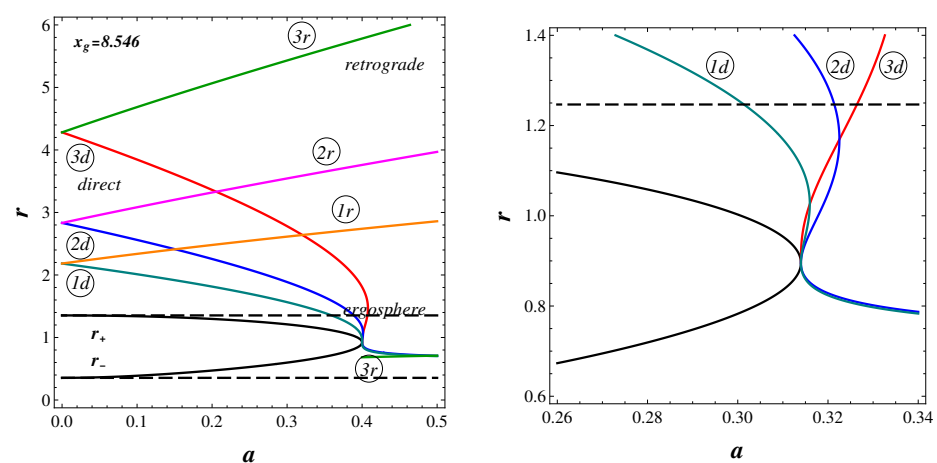 6
x_g=8.546
3r
retrograde
5
4
3d
direct
2r
3
1r
2d
2
1d
ergosphere
1
r₊
r₋
3r
0
r
0.0 0.1 0.2 0.3 0.4 0.5
a
1.4
1d 2d 3d
1.2
1.0
0.8
0.6
r
0.26 0.28 0.30 0.32 0.34
a